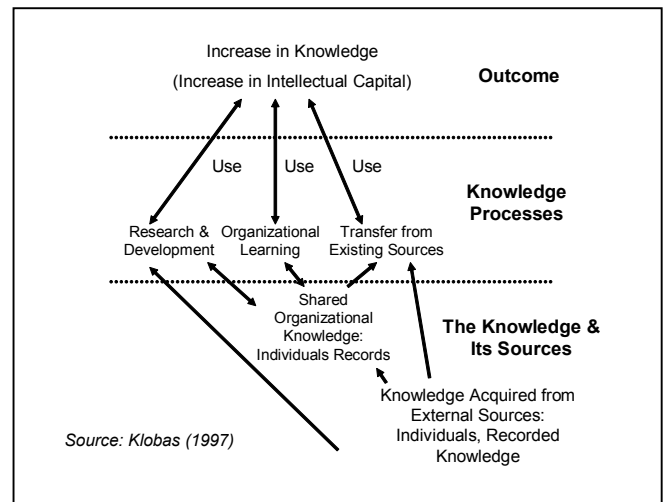 Increase in Knowledge
(Increase in Intellectual Capital)
Outcome
Use
Use
Use
Knowledge
Processes
Research &
Development
Organizational
Learning
Transfer from
Existing Sources
Shared
Organizational
Knowledge:
Individuals Records
The Knowledge &
Its Sources
Knowledge Acquired from
External Sources:
Individuals, Recorded
Knowledge
Source: Klobas (1997)